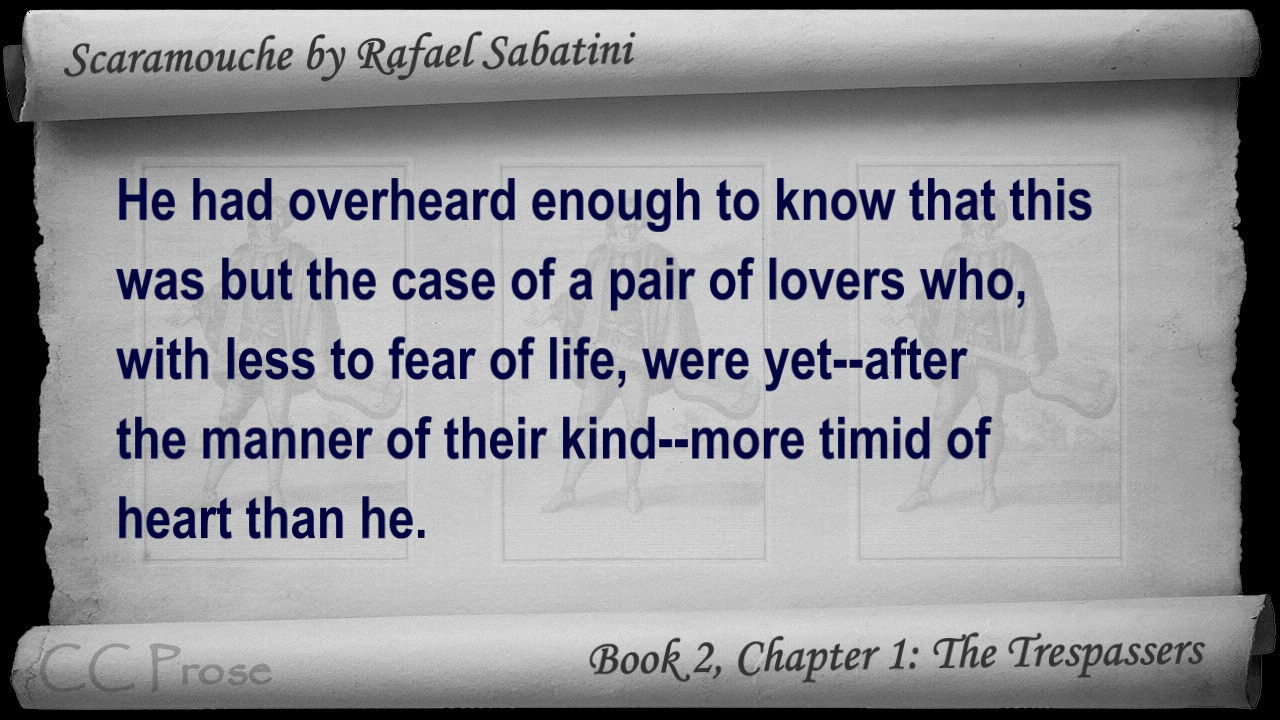 Scaramouche by Rafael Sabatini
He had overheard enough to know that this
was but the case of a pair of lovers who,
with less to fear of life, were yet--after
the manner of their kind--more timid of
heart than he.
CC Prose
Book 2, Chapter 1: The Trespassers